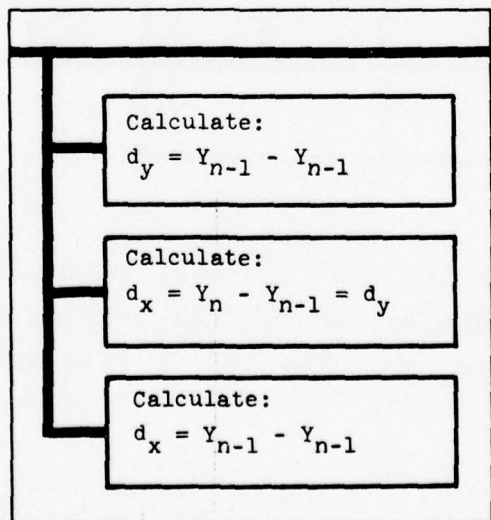 Calculate:
d_y = Y_{n-1} - Y_{n-1}
Calculate:
d_x = Y_n - Y_{n-1} = d_y
Calculate:
d_x = Y_{n-1} - Y_{n-1}